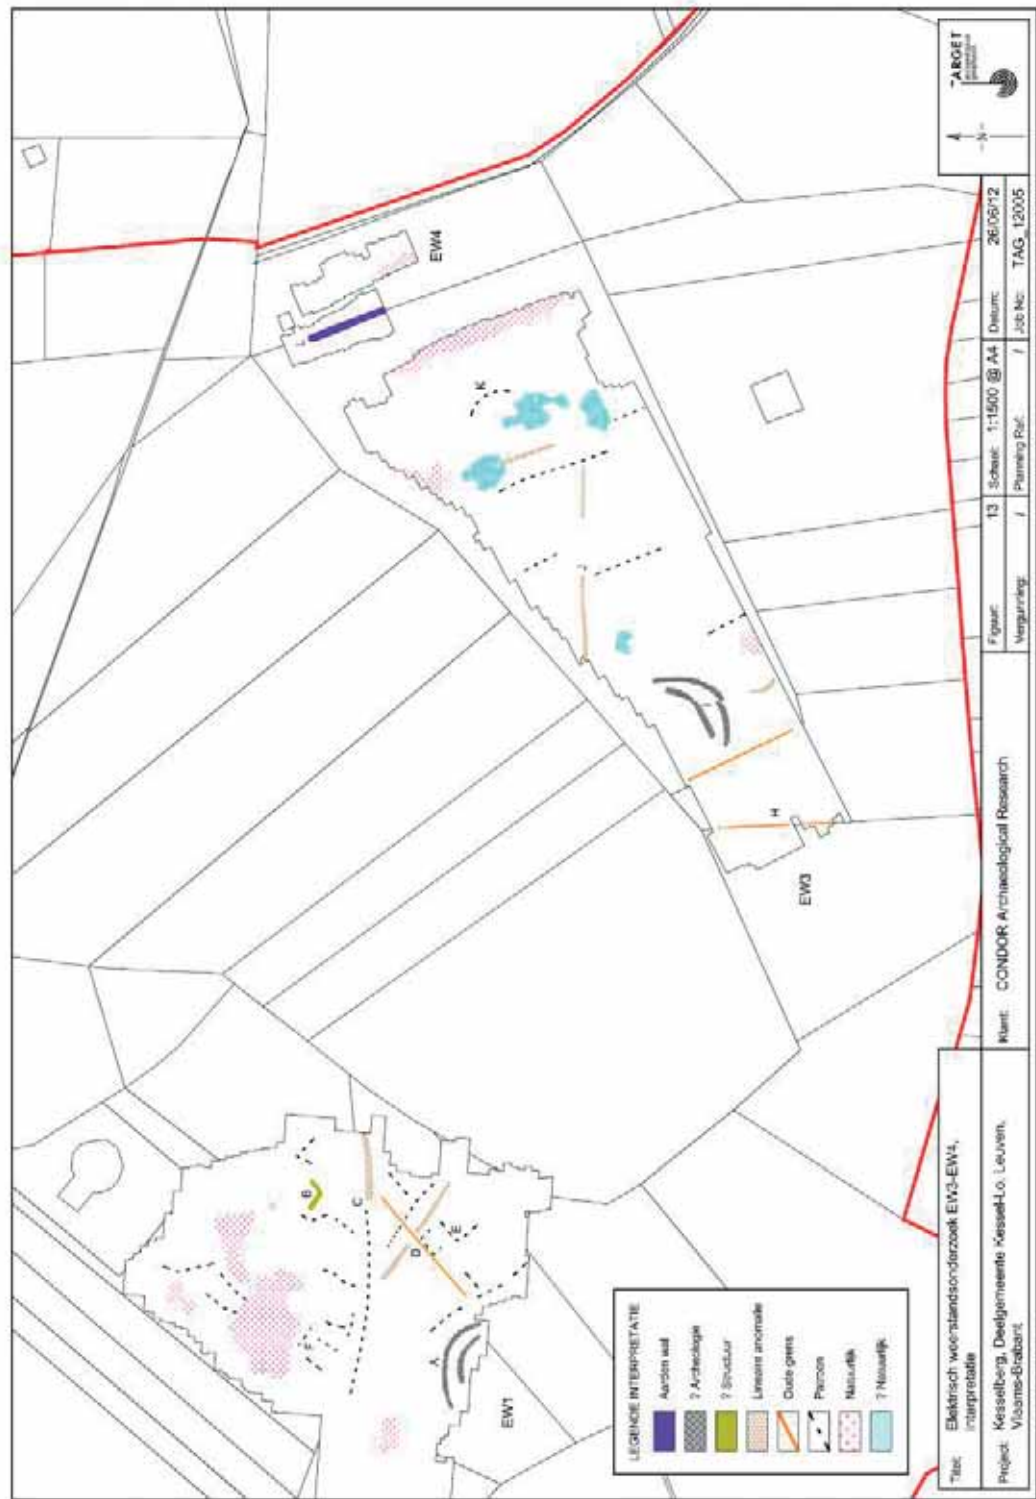 EW1
A
B
C
D
E
F
EW3
H
J
K
L
EW4
LEGENDE INTERPRETATIE
Aarden wal
? Archeologie
? Structuur
Lineaire anomalie
Oude grens
Patroon
Natuurlijk
? Natuurlijk
Titel: Elektrisch weerstandsonderzoek EW3-EW4,
Interpretatie
Project: Kesselberg, Deelgemeente Kessel-Lo, Leuven,
Vlaams-Brabant
Klant: CONDOR Archaeological Research
Figuur: 13
Schaal: 1:1500 @ A4
Datum: 26/06/12
Vergunning: /
Planning Ref.: /
Job No: TAG_12005
N
TARGET